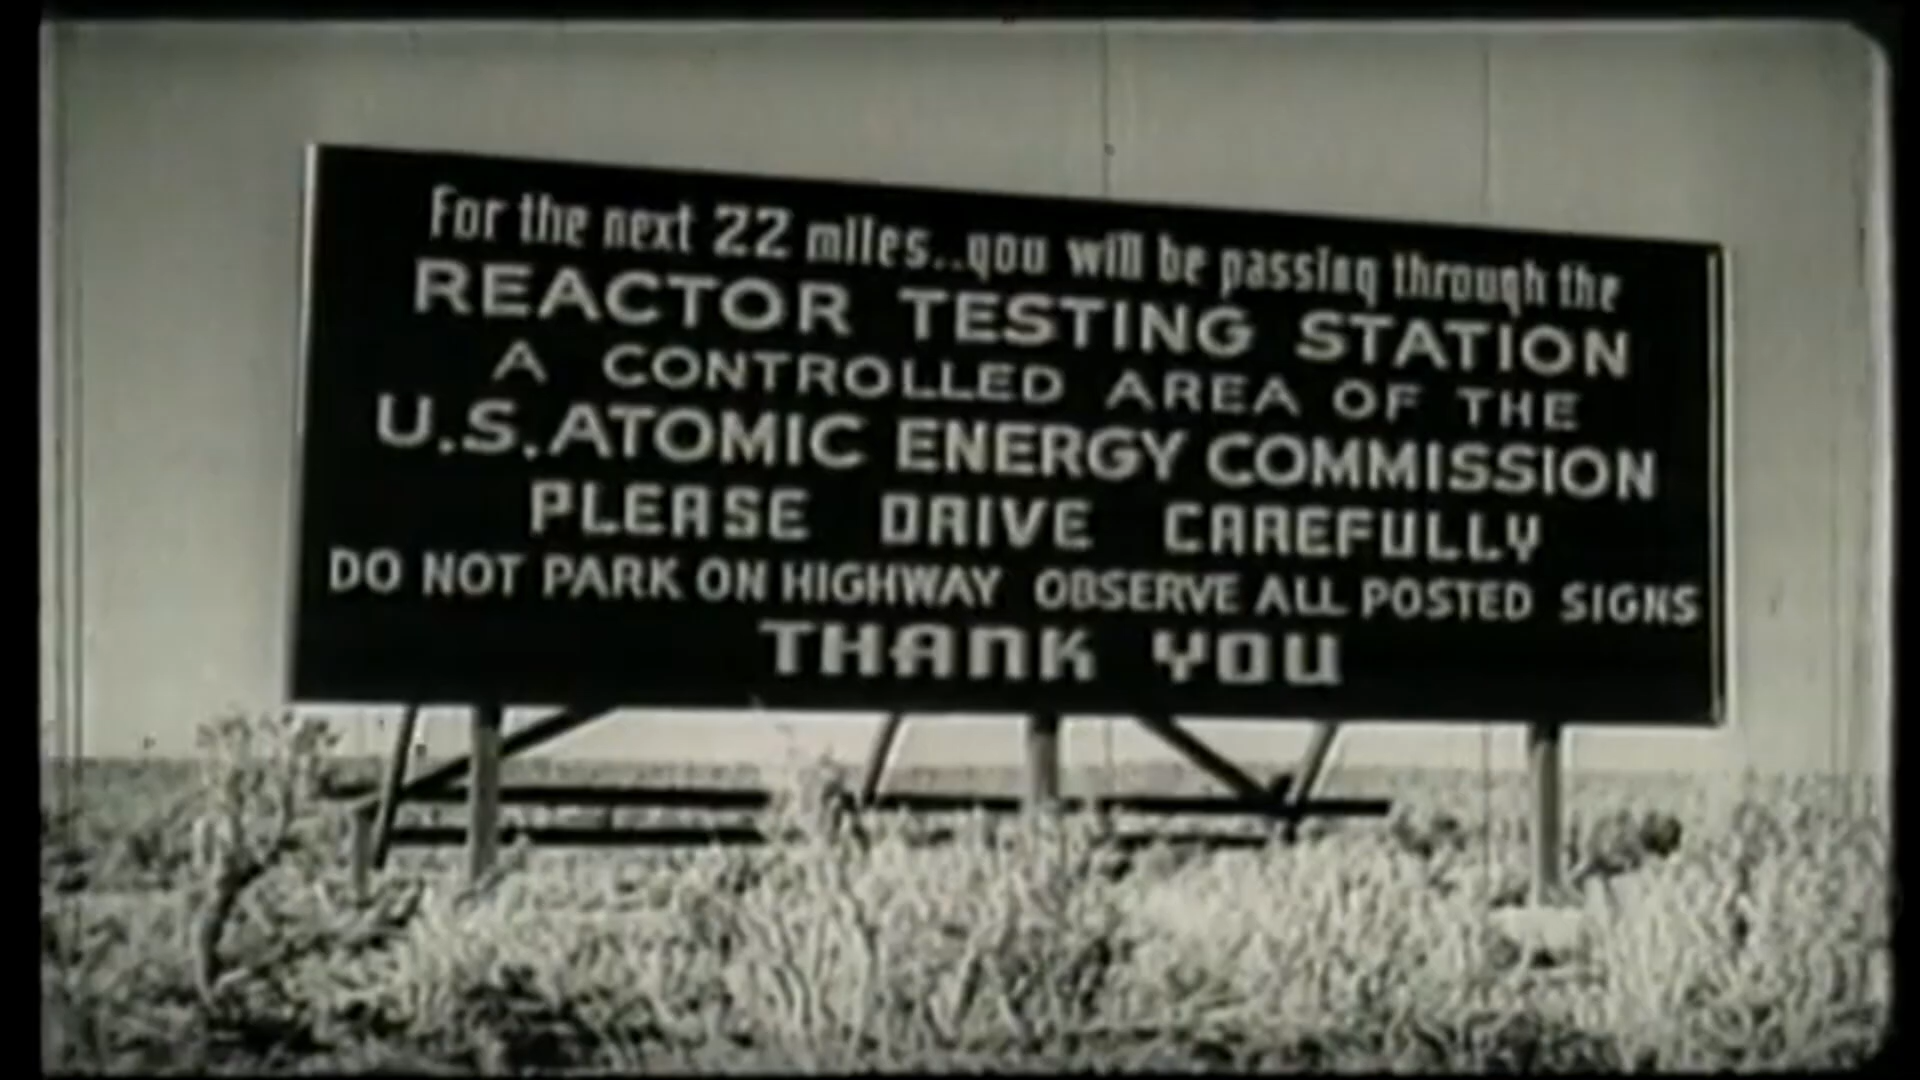 For the next 22 miles..you will be passing through the
REACTOR TESTING STATION
A CONTROLLED AREA OF THE
U.S. ATOMIC ENERGY COMMISSION
PLEASE DRIVE CAREFULLY
DO NOT PARK ON HIGHWAY OBSERVE ALL POSTED SIGNS
THANK YOU